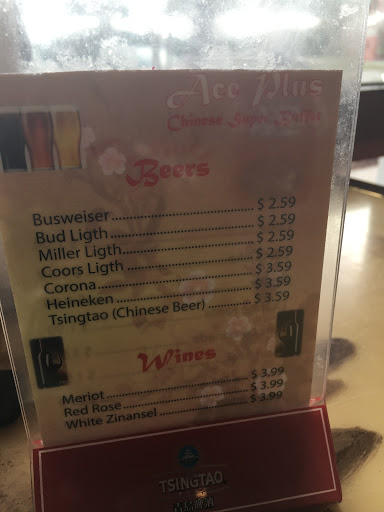 Ace Plus
Chinese Super Buffet
Beers
Busweiser.................................... $ 2.59
Bud Ligth..................................... $ 2.59
Miller Ligth................................... $ 2.59
Coors Ligth .................................. $ 2.59
Corona......................................... $ 3.59
Heineken..................................... $ 3.59
Tsingtao (Chinese Beer) ............. $ 3.59
Wines
Merlot......................................... $ 3.99
Red Rose..................................... $ 3.99
White Zinansel............................ $ 3.99
TSINGTAO